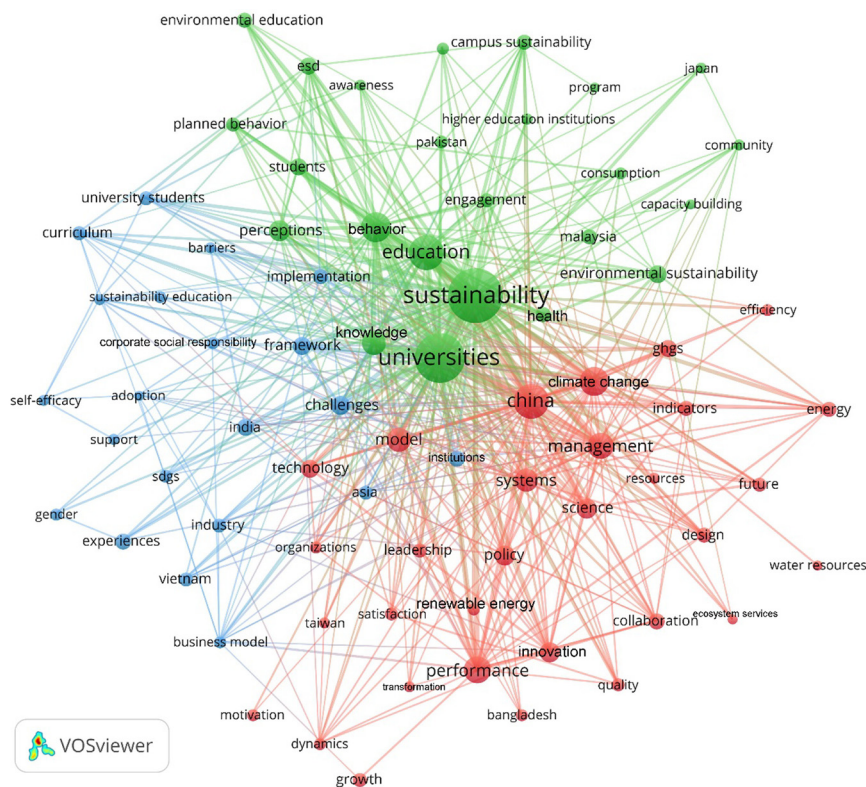 environmental education
campus sustainability
esd
japan
awareness
program
planned behavior
higher education institutions
pakistan
community
students
consumption
university students
engagement
capacity building
curriculum
perceptions
behavior
malaysia
barriers
education
implementation
environmental sustainability
sustainability education
sustainability
efficiency
health
knowledge
corporate social responsibility
framework
universities
ghgs
climate change
self-efficacy
adoption
challenges
china
indicators
energy
support
india
model
management
institutions
technology
sdgs
systems
resources
future
asia
gender
industry
science
experiences
organizations
leadership
policy
design
vietnam
water resources
renewable energy
taiwan
satisfaction
collaboration
ecosystem services
business model
innovation
performance
transformation
quality
motivation
bangladesh
dynamics
growth
VOSviewer